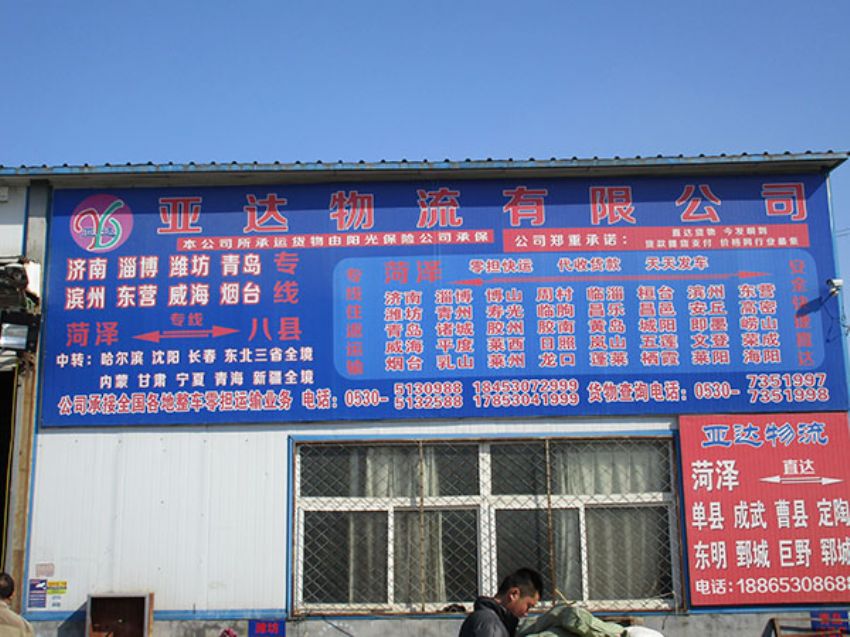 亚达物流有限公司
本公司所承运货物由阳光保险公司承保
公司郑重承诺：
直达货物 今发明到
货款随货支付 价格同行业最低
济南 淄博 潍坊 青岛
滨州 东营 威海 烟台
专线
菏泽 专线 八县
中转：哈尔滨 沈阳 长春 东北三省全境
内蒙 甘肃 宁夏 青海 新疆全境
菏泽 零担快运 代收货款 天天发车
专线往返运输
济南 淄博 博山 周村 临淄 桓台 滨州 东营
潍坊 青州 寿光 临朐 昌乐 昌邑 安丘 高密
青岛 诸城 胶州 胶南 黄岛 城阳 即墨 崂山
威海 平度 莱西 日照 岚山 五莲 文登 荣成
烟台 乳山 莱州 龙口 蓬莱 栖霞 莱阳 海阳
安全快捷直达
公司承接全国各地整车零担运输业务 电话：0530-5130988 18453072999
5132588 17853041999
货物查询电话：0530-7351997
7351998
亚达物流
菏泽 直达
单县 成武 曹县 定陶
东明 鄄城 巨野 郓城
电话：18865308688
潍坊
青岛